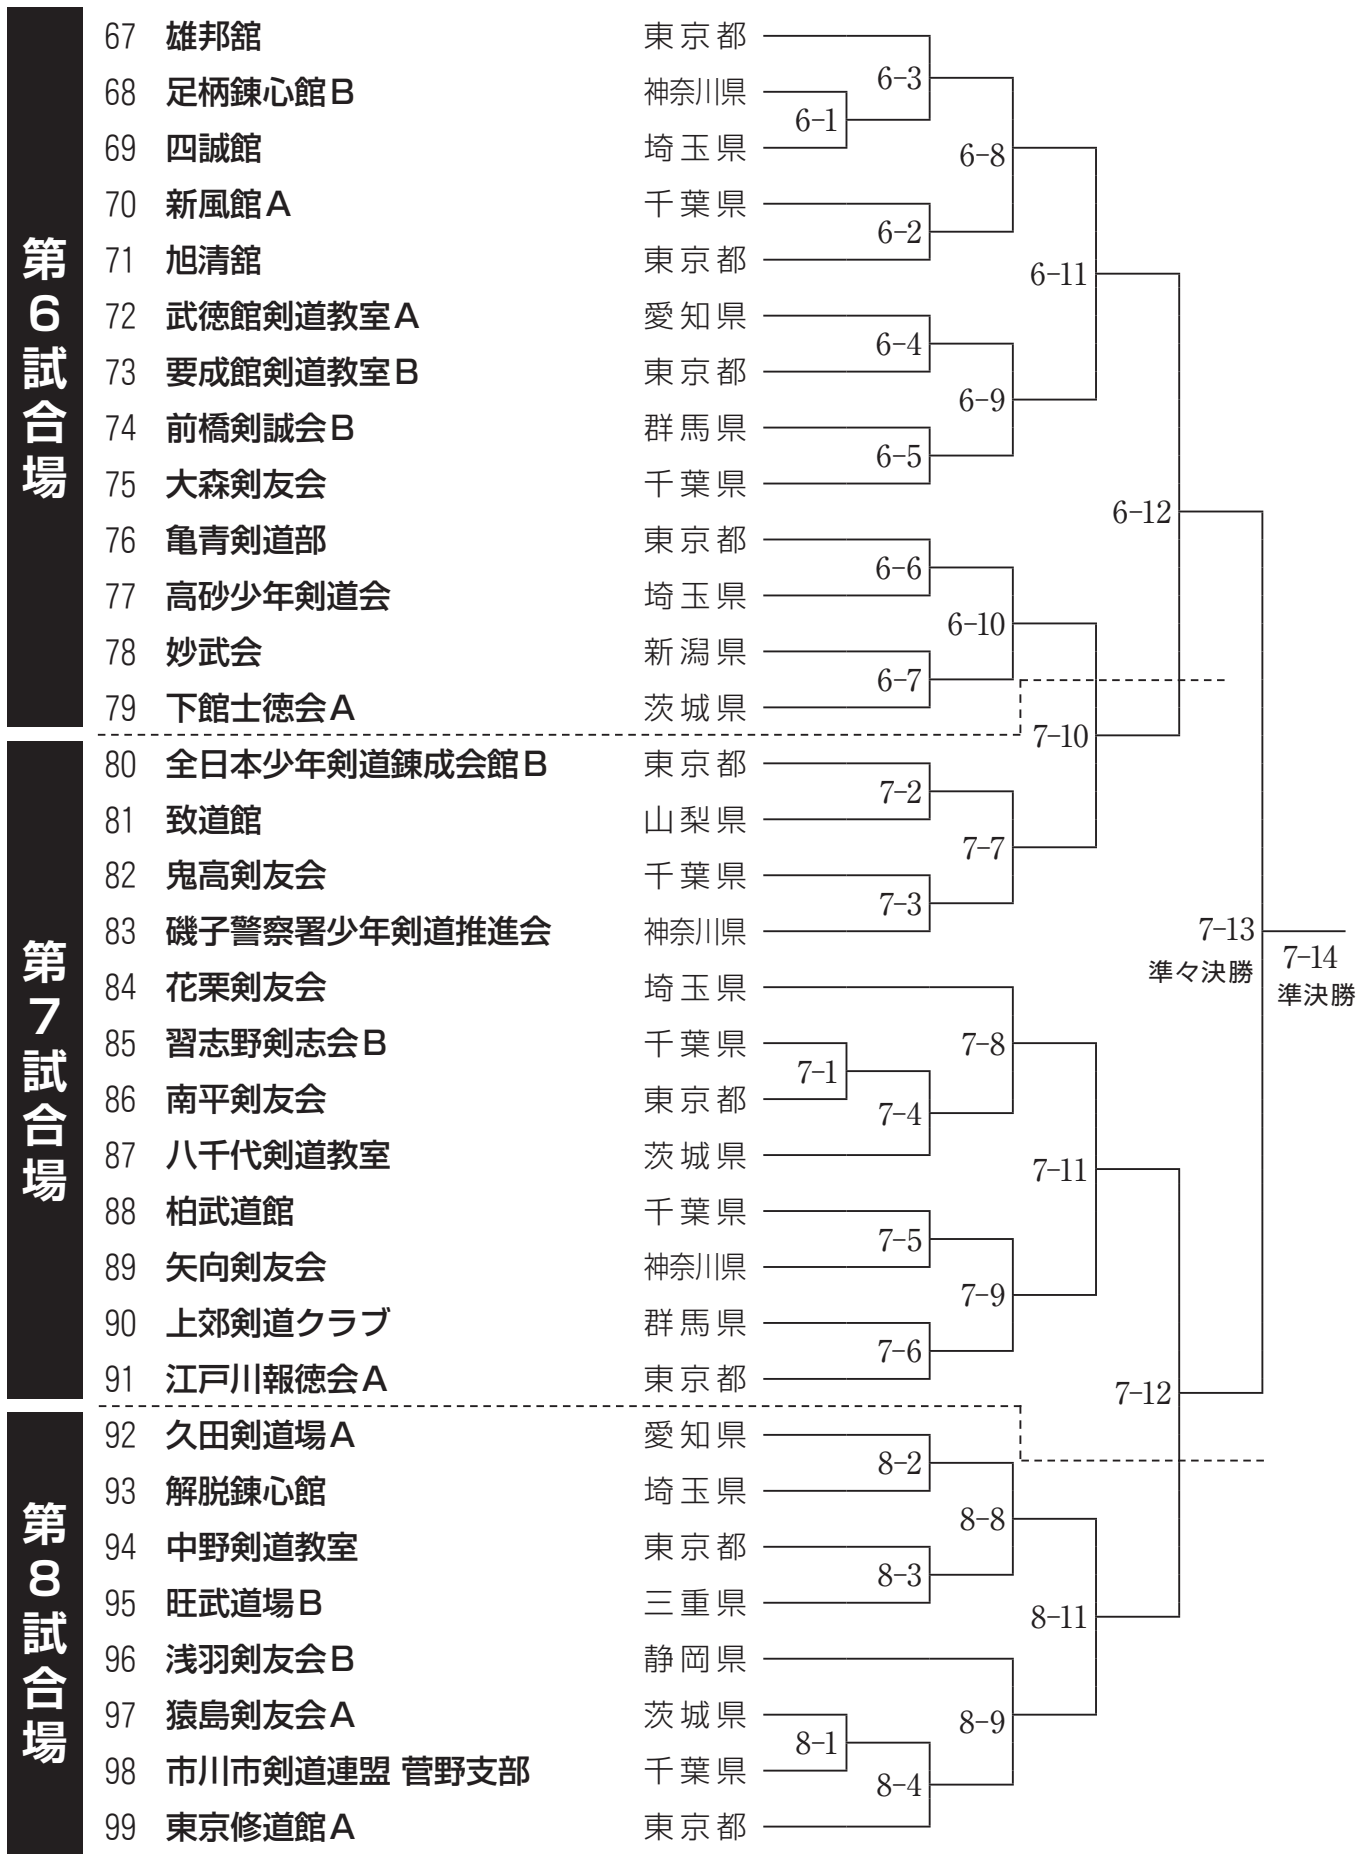 第6試合場
67 雄邦舘 東京都
68 足柄錬心館B 神奈川県
69 四誠館 埼玉県
70 新風館A 千葉県
71 旭清舘 東京都
72 武徳館剣道教室A 愛知県
73 要成館剣道教室B 東京都
74 前橋剣誠会B 群馬県
75 大森剣友会 千葉県
76 亀青剣道部 東京都
77 高砂少年剣道会 埼玉県
78 妙武会 新潟県
79 下館士徳会A 茨城県
6-1
6-3
6-2
6-8
6-4
6-5
6-9
6-11
6-6
6-7
6-10
6-12
第7試合場
80 全日本少年剣道錬成会館B 東京都
81 致道館 山梨県
82 鬼高剣友会 千葉県
83 磯子警察署少年剣道推進会 神奈川県
84 花栗剣友会 埼玉県
85 習志野剣志会B 千葉県
86 南平剣友会 東京都
87 八千代剣道教室 茨城県
88 柏武道館 千葉県
89 矢向剣友会 神奈川県
90 上郊剣道クラブ 群馬県
91 江戸川報徳会A 東京都
7-10
7-2
7-3
7-7
7-1
7-4
7-8
7-5
7-6
7-9
7-11
7-12
7-13
準々決勝
7-14
準決勝
第8試合場
92 久田剣道場A 愛知県
93 解脱錬心館 埼玉県
94 中野剣道教室 東京都
95 旺武道場B 三重県
96 浅羽剣友会B 静岡県
97 猿島剣友会A 茨城県
98 市川市剣道連盟 菅野支部 千葉県
99 東京修道館A 東京都
8-2
8-3
8-8
8-1
8-4
8-9
8-11